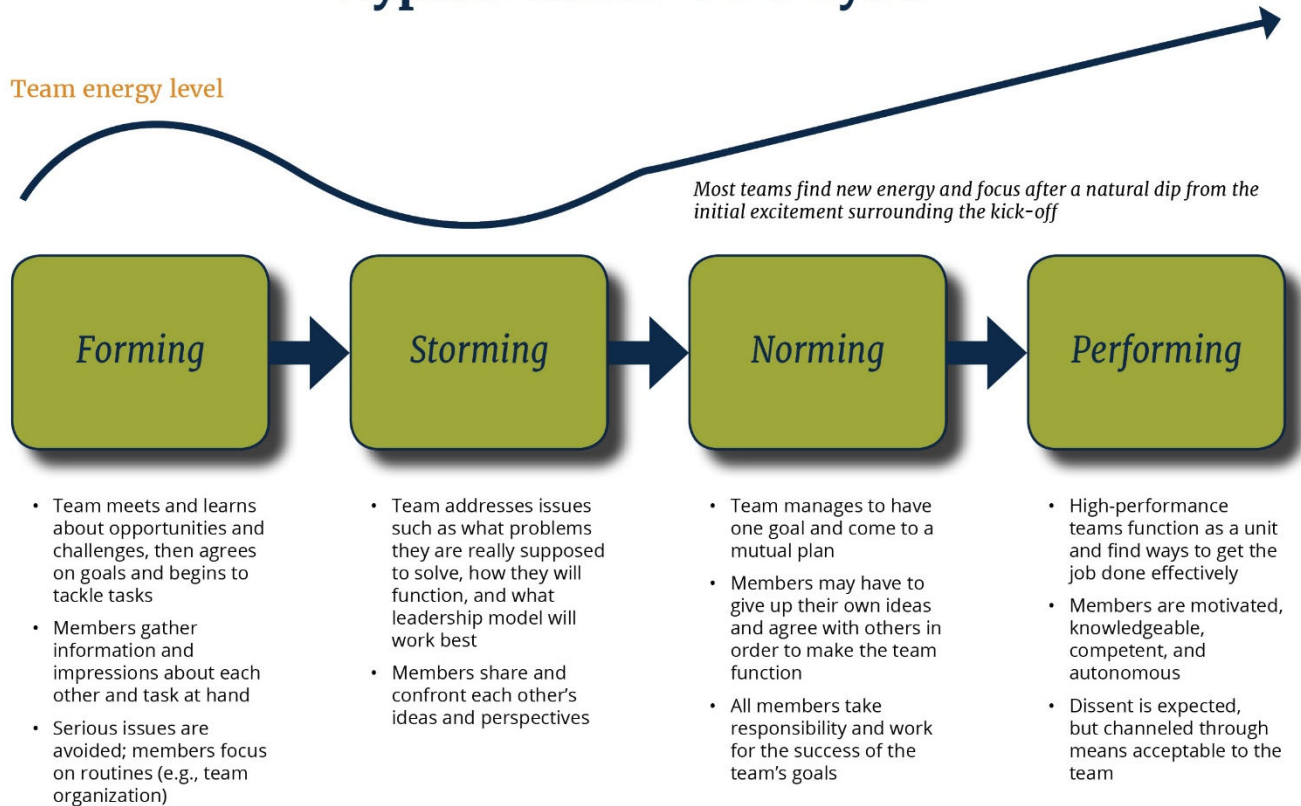 Team energy level
Most teams find new energy and focus after a natural dip from the
initial excitement surrounding the kick-off
Forming
Storming
Norming
Performing
• Team meets and learns
about opportunities and
challenges, then agrees
on goals and begins to
tackle tasks
• Members gather
information and
impressions about each
other and task at hand
• Serious issues are
avoided; members focus
on routines (e.g., team
organization)
• Team addresses issues
such as what problems
they are really supposed
to solve, how they will
function, and what
leadership model will
work best
• Members share and
confront each other’s
ideas and perspectives
• Team manages to have
one goal and come to a
mutual plan
• Members may have to
give up their own ideas
and agree with others in
order to make the team
function
• All members take
responsibility and work
for the success of the
team’s goals
• High-performance
teams function as a unit
and find ways to get the
job done effectively
• Members are motivated,
knowledgeable,
competent, and
autonomous
• Dissent is expected,
but channeled through
means acceptable to the
team